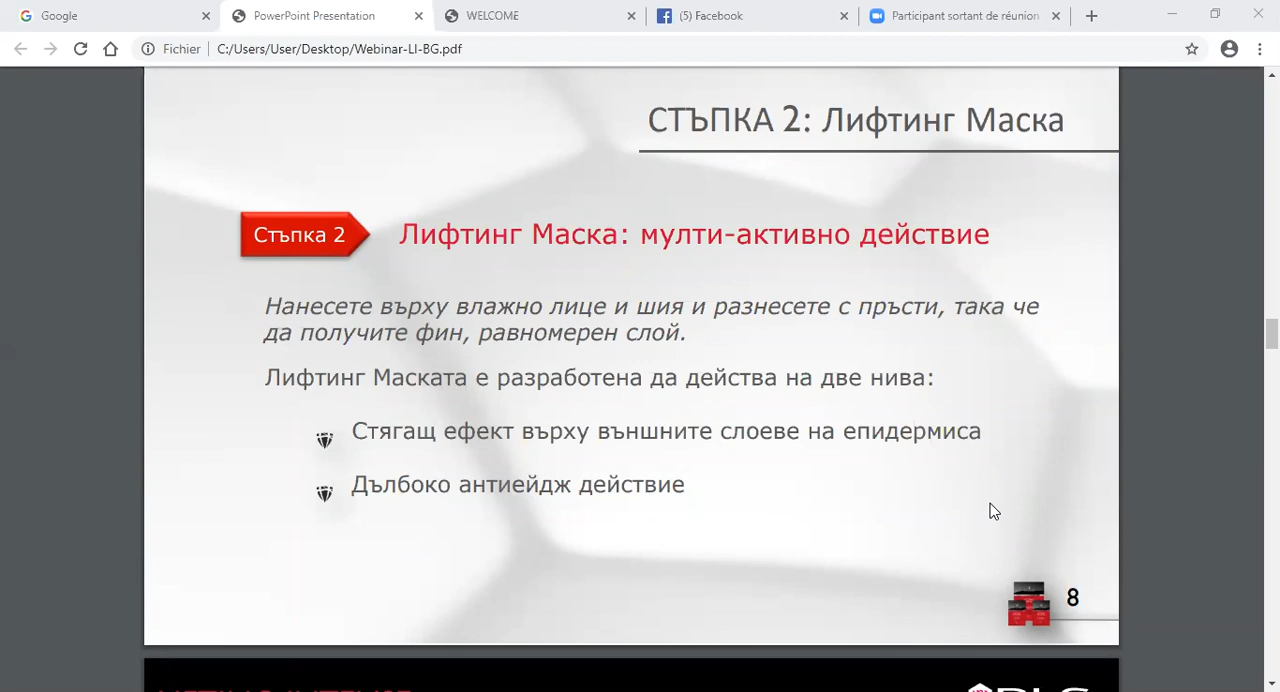 Google
PowerPoint Presentation
WELCOME
(5) Facebook
Participant sortant de réunion
Fichier
C:/Users/User/Desktop/Webinar-LI-BG.pdf
СТЪПКА 2: Лифтинг Маска
Стъпка 2
Лифтинг Маска: мулти-активно действие
Нанесете върху влажно лице и шия и разнесете с пръсти, така че
да получите фин, равномерен слой.
Лифтинг Маската е разработена да действа на две нива:
Стягащ ефект върху външните слоеве на епидермиса
Дълбоко антиейдж действие
8